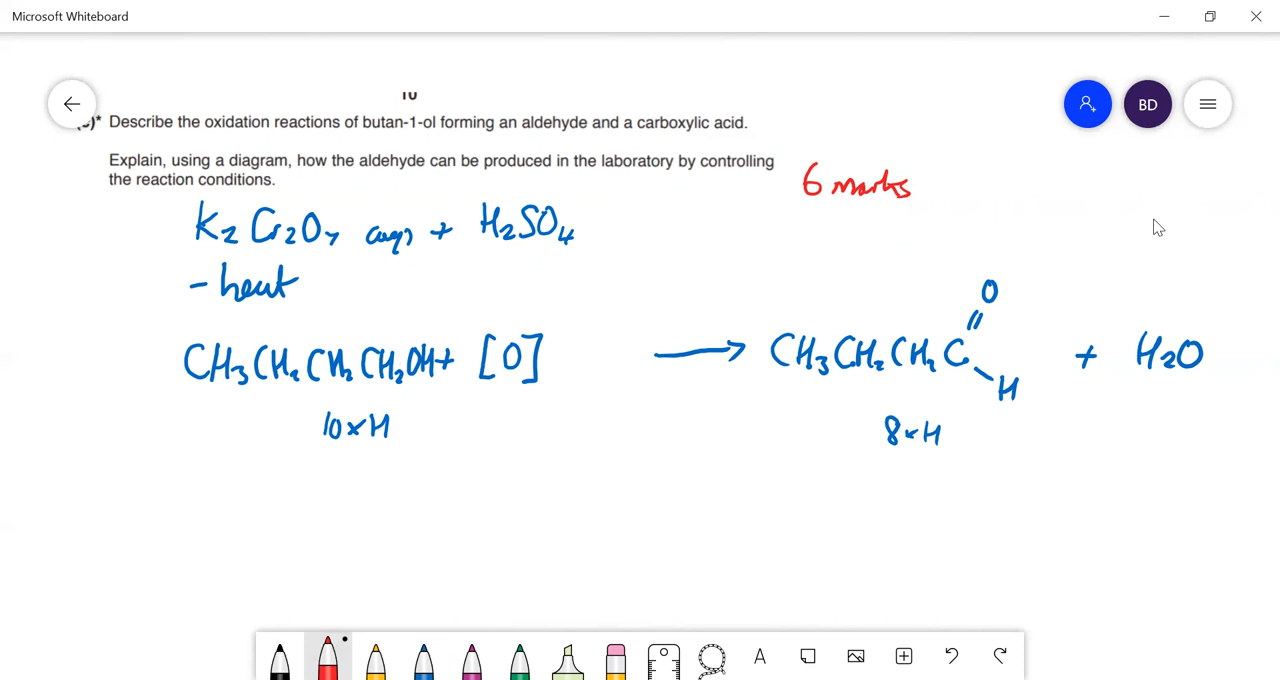 Microsoft Whiteboard
10
)* Describe the oxidation reactions of butan-1-ol forming an aldehyde and a carboxylic acid.
BD
Explain, using a diagram, how the aldehyde can be produced in the laboratory by controlling
the reaction conditions.
6 marks
K2Cr2O7 (aq) + H2SO4
- heat
O
CH3CH2CH2CH2OH + [O] → CH3CH2CH2C + H2O
H
10 x H
8 x H
A